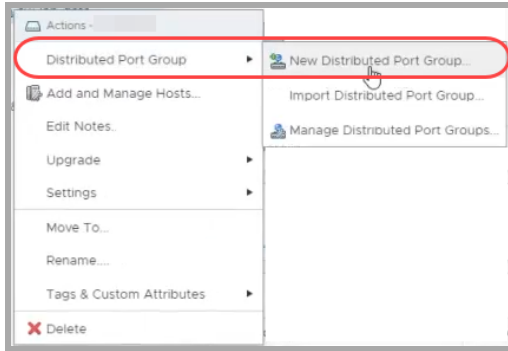 Actions -
Distributed Port Group
New Distributed Port Group...
Add and Manage Hosts...
Import Distributed Port Group...
Edit Notes..
Manage Distributed Port Groups...
Upgrade
Settings
Move To...
Rename....
Tags & Custom Attributes
Delete